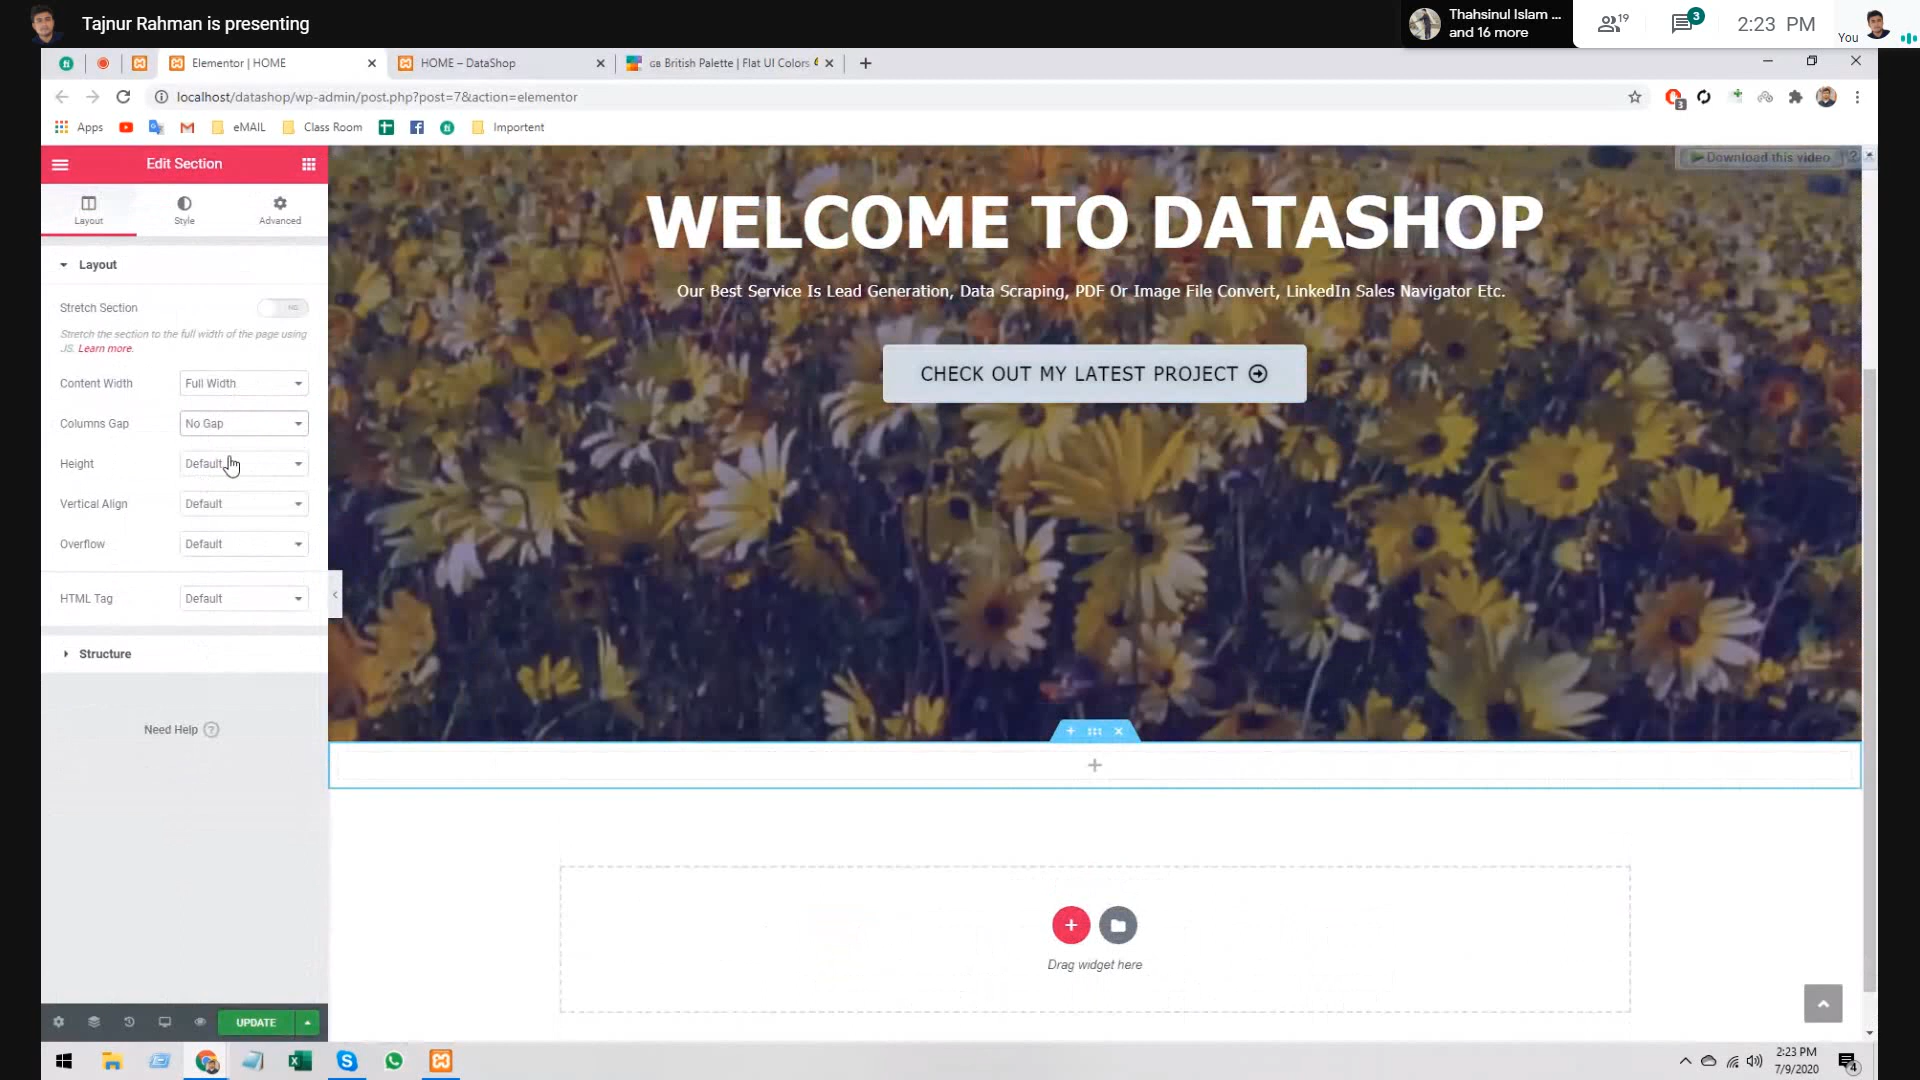 Tajnur Rahman is presenting
Thahsinul Islam ...
and 16 more
19
3
2:23 PM
You
Elementor | HOME
HOME – DataShop
GB British Palette | Flat UI Colors
localhost/datashop/wp-admin/post.php?post=7&action=elementor
3
Apps
eMAIL
Class Room
Importent
Edit Section
Download this video
?
Layout
Style
Advanced
WELCOME TO DATASHOP
Layout
Our Best Service Is Lead Generation, Data Scraping, PDF Or Image File Convert, LinkedIn Sales Navigator Etc.
Stretch Section
NO
Stretch the section to the full width of the page using
JS. Learn more.
CHECK OUT MY LATEST PROJECT
Content Width
Full Width
Columns Gap
No Gap
Height
Default
Vertical Align
Default
Overflow
Default
HTML Tag
Default
Structure
Need Help ?
Drag widget here
UPDATE
2:23 PM
7/9/2020
4